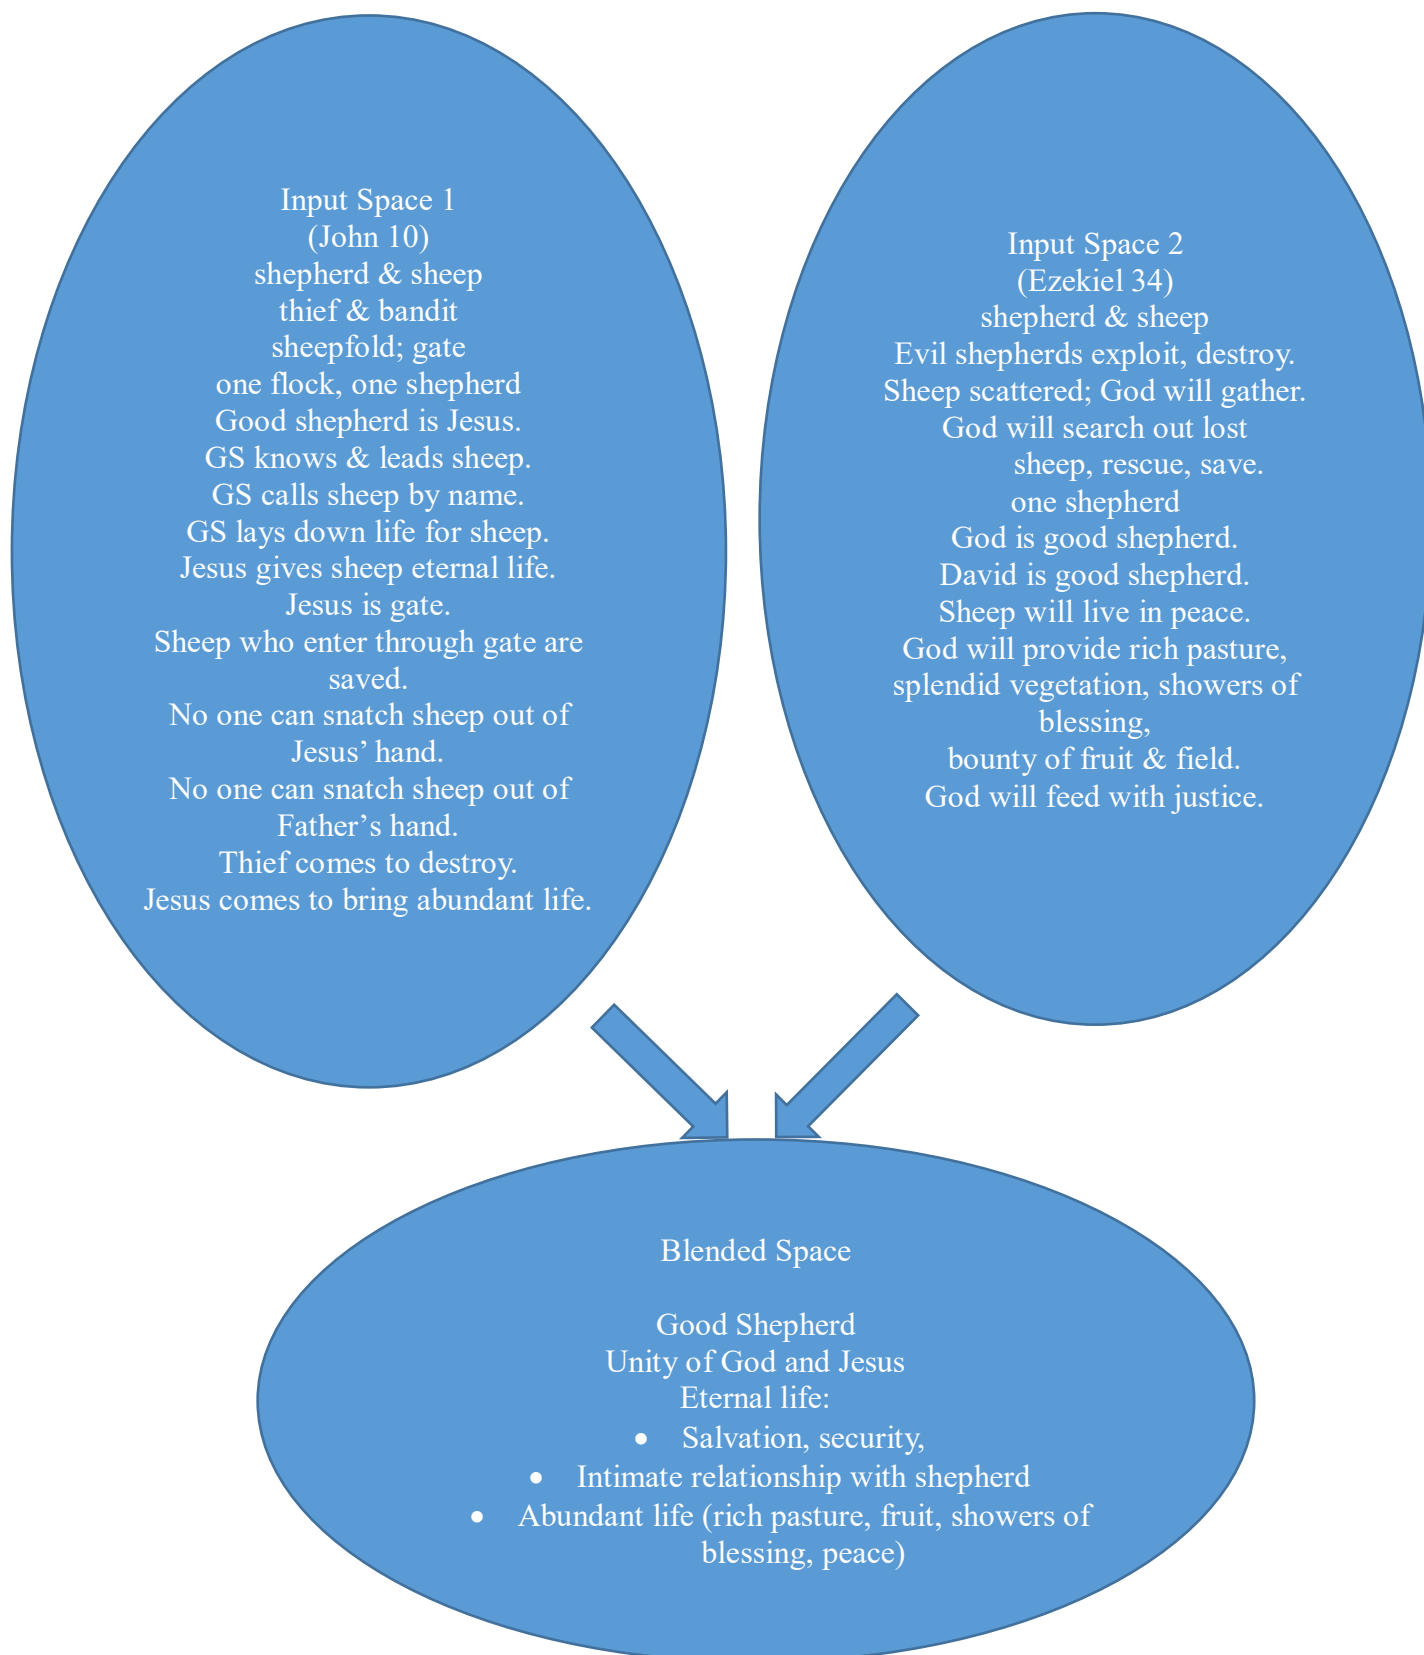 Input Space 1
(John 10)
shepherd & sheep
thief & bandit
sheepfold; gate
one flock, one shepherd
Good shepherd is Jesus.
GS knows & leads sheep.
GS calls sheep by name.
GS lays down life for sheep.
Jesus gives sheep eternal life.
Jesus is gate.
Sheep who enter through gate are
saved.
No one can snatch sheep out of
Jesus’ hand.
No one can snatch sheep out of
Father’s hand.
Thief comes to destroy.
Jesus comes to bring abundant life.
Input Space 2
(Ezekiel 34)
shepherd & sheep
Evil shepherds exploit, destroy.
Sheep scattered; God will gather.
God will search out lost
sheep, rescue, save.
one shepherd
God is good shepherd.
David is good shepherd.
Sheep will live in peace.
God will provide rich pasture,
splendid vegetation, showers of
blessing,
bounty of fruit & field.
God will feed with justice.
Blended Space
Good Shepherd
Unity of God and Jesus
Eternal life:
• Salvation, security,
• Intimate relationship with shepherd
• Abundant life (rich pasture, fruit, showers of
blessing, peace)